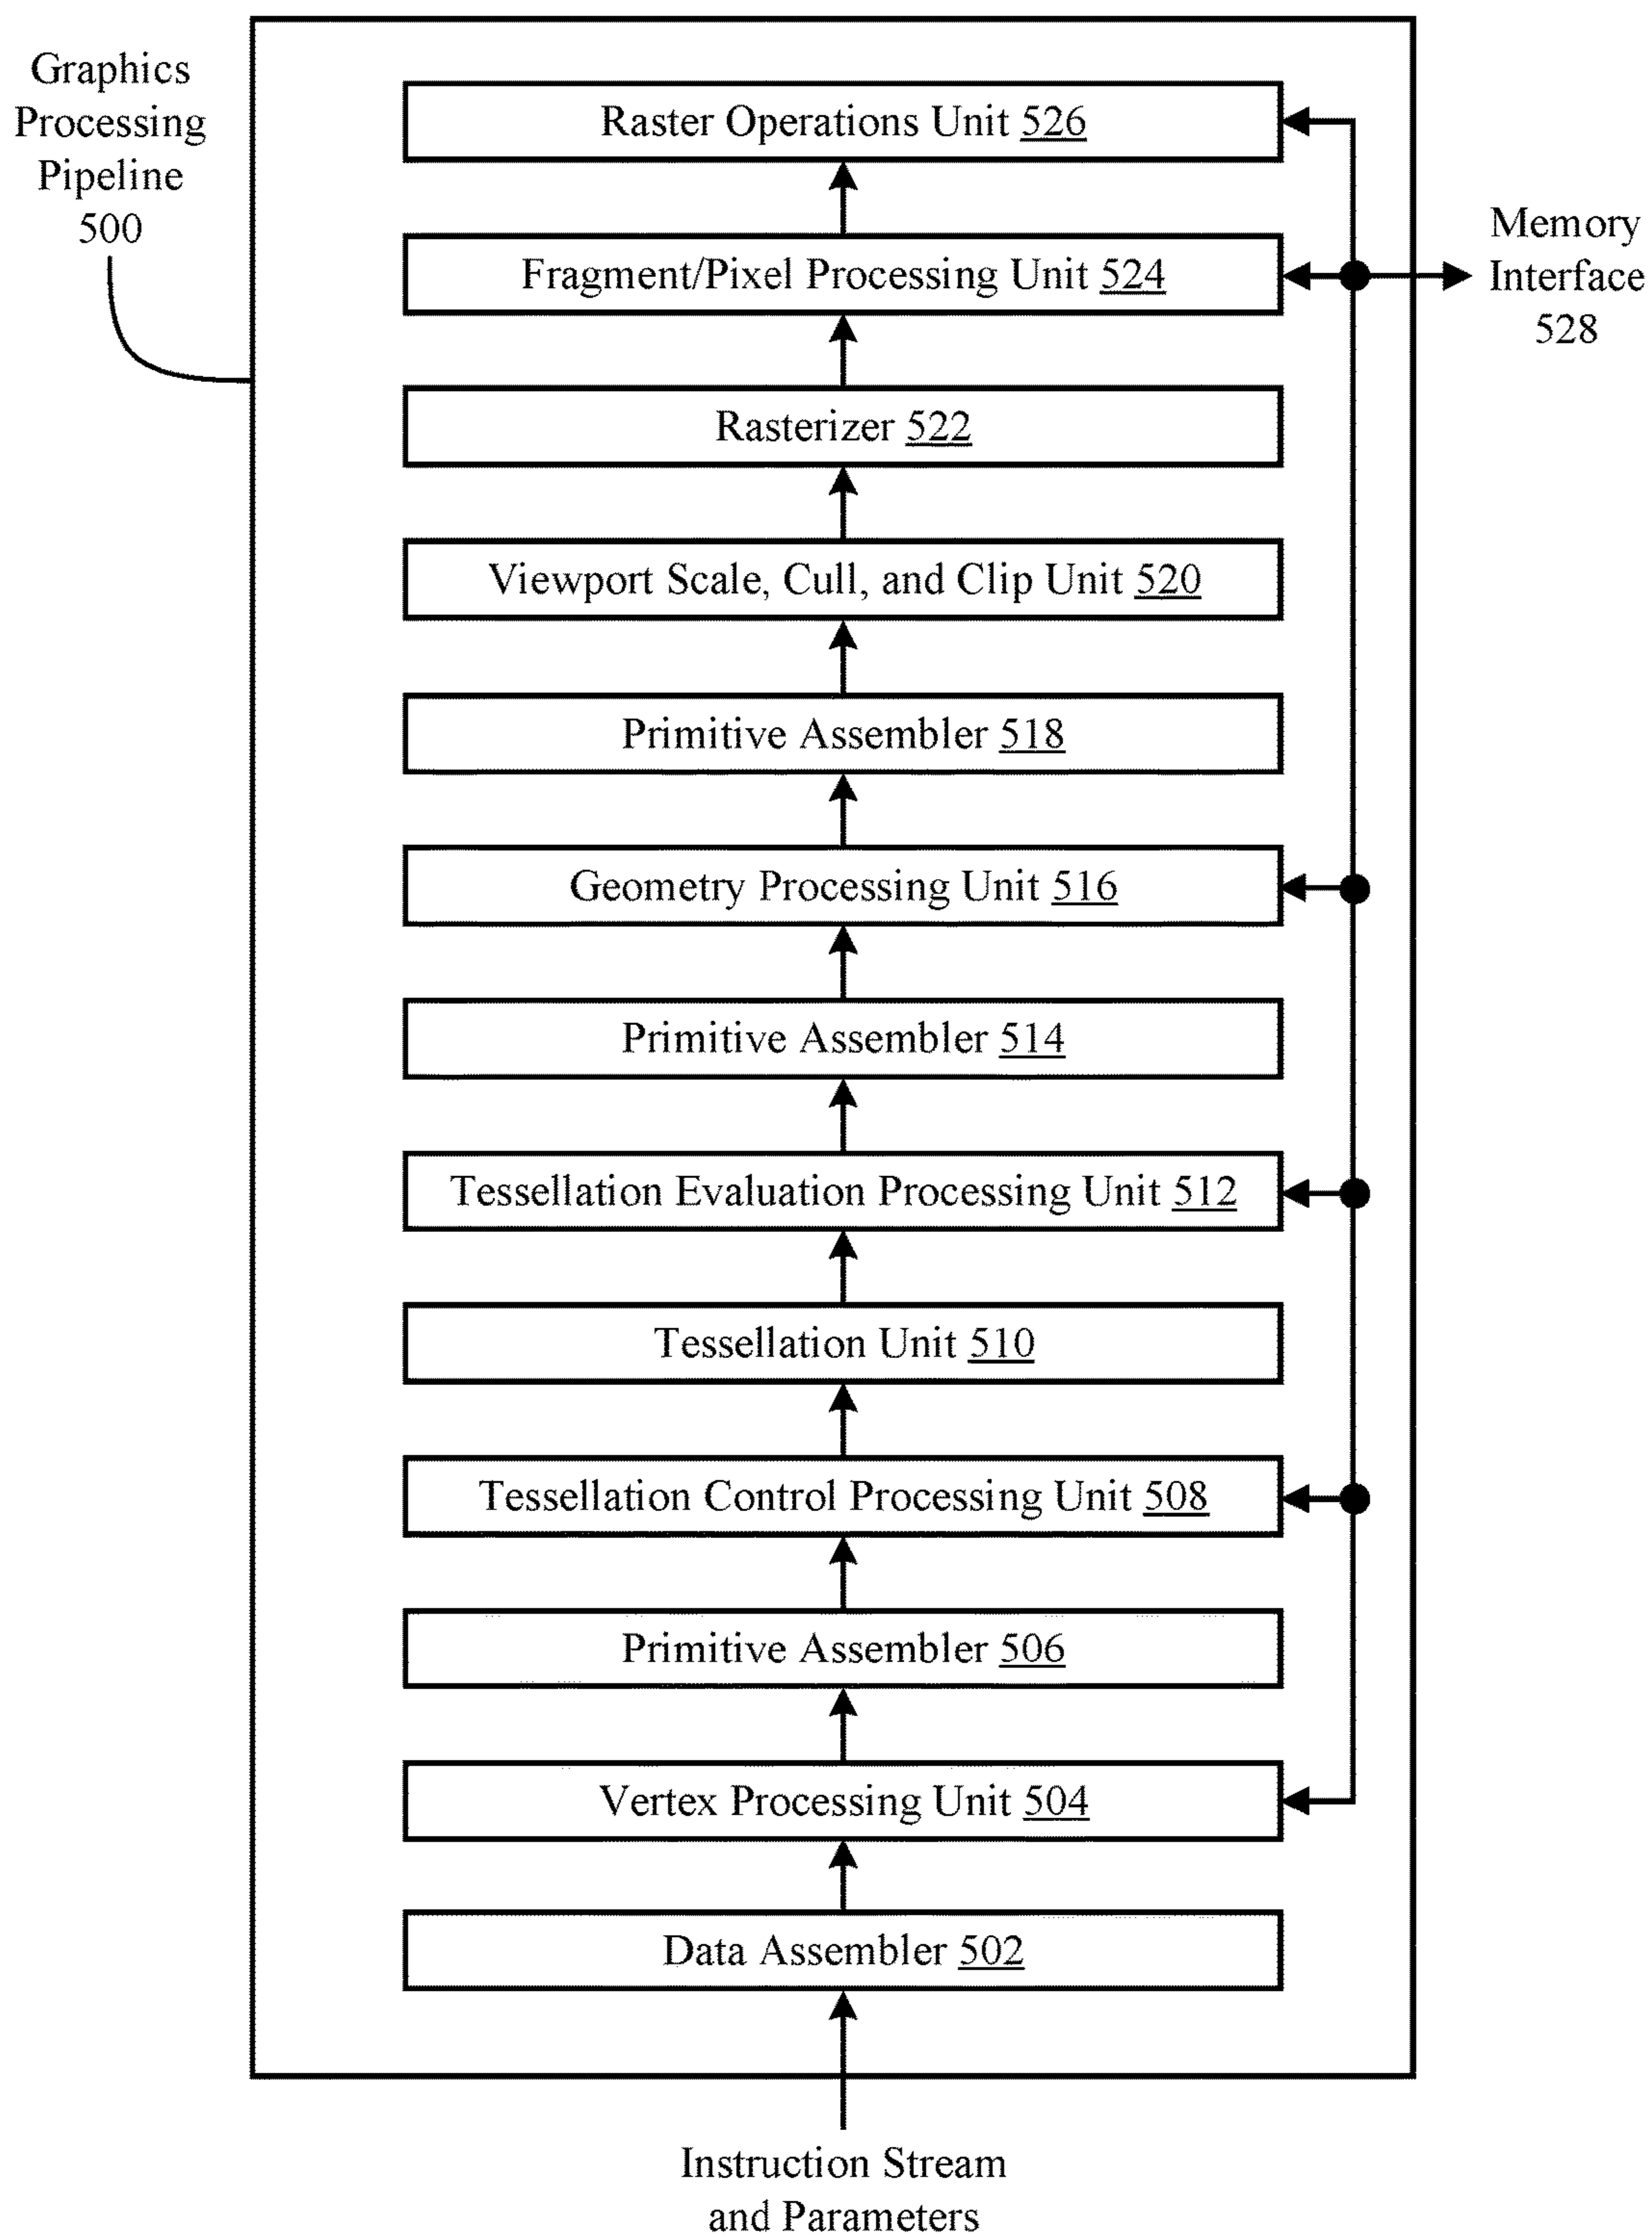 Graphics
Processing
Pipeline
500
Raster Operations Unit 526
Fragment/Pixel Processing Unit 524
Memory
Interface
528
Rasterizer 522
Viewport Scale, Cull, and Clip Unit 520
Primitive Assembler 518
Geometry Processing Unit 516
Primitive Assembler 514
Tessellation Evaluation Processing Unit 512
Tessellation Unit 510
Tessellation Control Processing Unit 508
Primitive Assembler 506
Vertex Processing Unit 504
Data Assembler 502
Instruction Stream
and Parameters